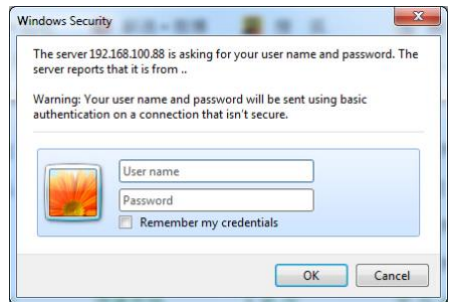 Windows Security
The server 192.168.100.88 is asking for your user name and password. The
server reports that it is from ..
Warning: Your user name and password will be sent using basic
authentication on a connection that isn't secure.
User name
Password
Remember my credentials
OK
Cancel